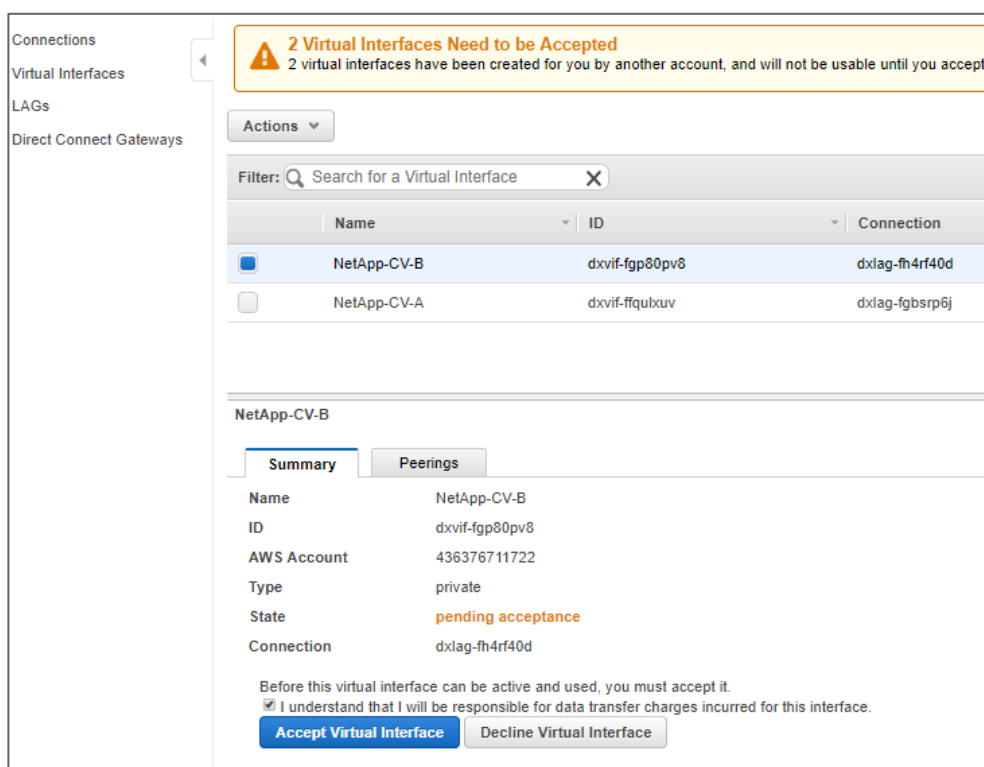 Connections
Virtual Interfaces
LAGs
Direct Connect Gateways
2 Virtual Interfaces Need to be Accepted
2 virtual interfaces have been created for you by another account, and will not be usable until you accept
Actions
Filter: Search for a Virtual Interface
Name ID Connection
NetApp-CV-B dxvif-fgp80pv8 dxlag-fh4rf40d
NetApp-CV-A dxvif-ffqulxuv dxlag-fgbsrp6j
NetApp-CV-B
Summary Peerings
Name NetApp-CV-B
ID dxvif-fgp80pv8
AWS Account 436376711722
Type private
State pending acceptance
Connection dxlag-fh4rf40d
Before this virtual interface can be active and used, you must accept it.
I understand that I will be responsible for data transfer charges incurred for this interface.
Accept Virtual Interface Decline Virtual Interface